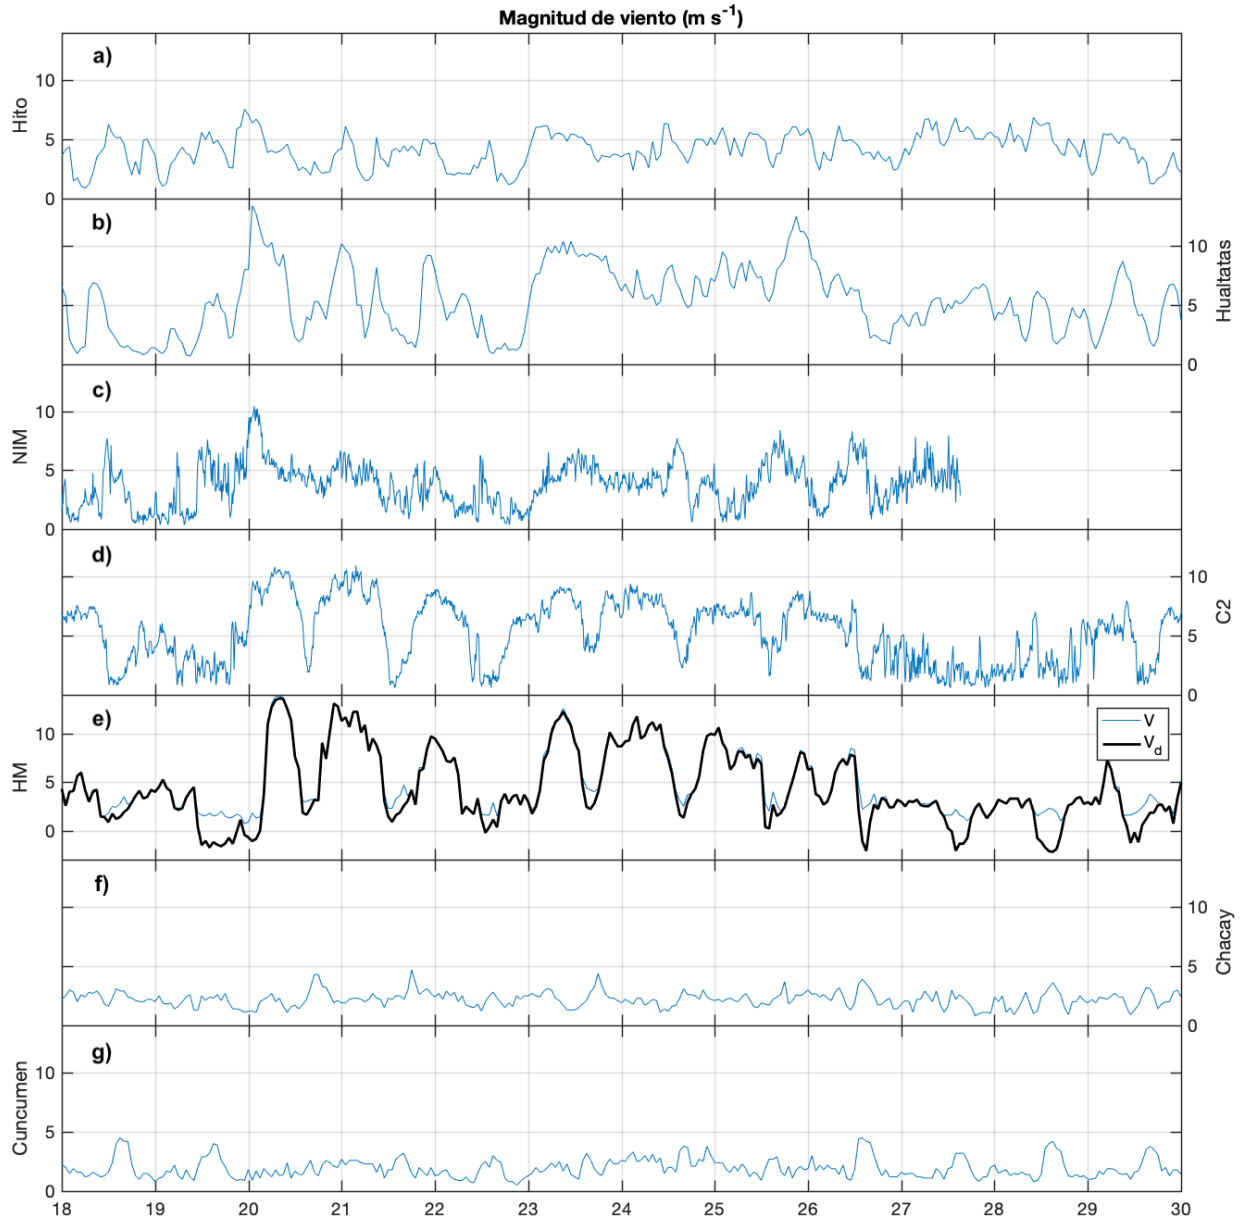 Magnitud de viento (m s⁻¹)
a)
10
5
0
Hito
b)
10
5
0
Hualtatas
c)
10
5
0
NIM
d)
10
5
0
C2
e)
10
5
0
HM
V
V_d
f)
10
5
0
Chacay
g)
10
5
0
Cuncumen
18 19 20 21 22 23 24 25 26 27 28 29 30